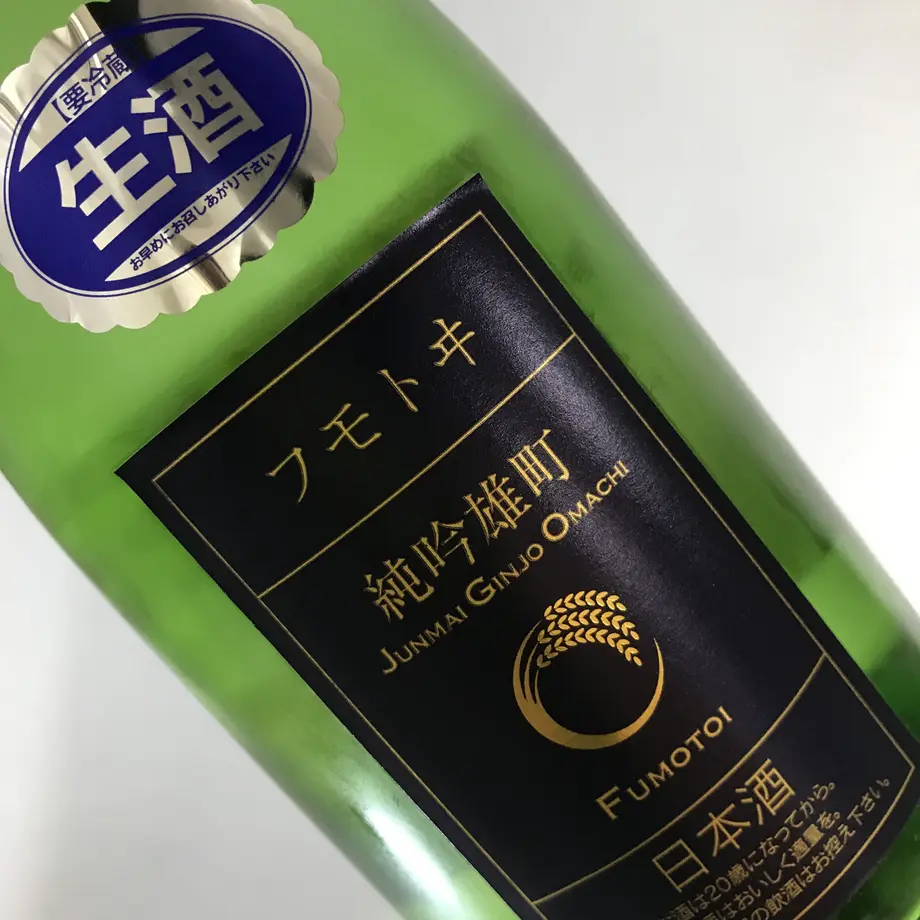 【要冷蔵
生酒
お早めにお召しあがり下さい
フモトヰ
純吟雄町
JUNMAI GINJO OMACHI
FUMOTOI
日本酒
酒は20歳になってから。
はおいしく適量を。
の飲酒はお控え下さい。